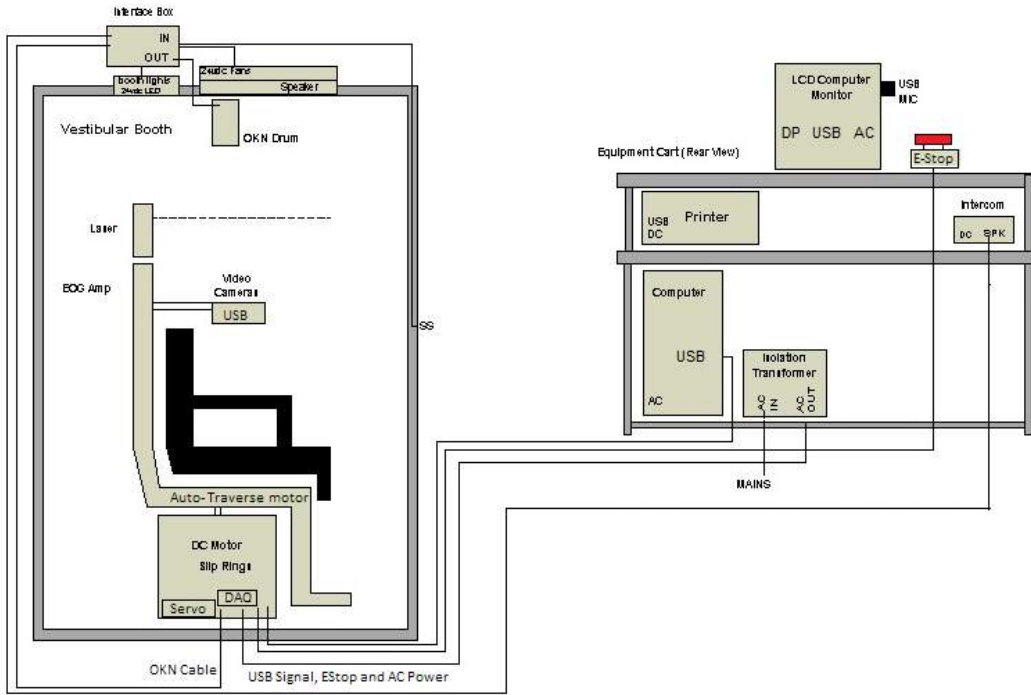 Interface Box
IN
OUT
booth lights
24vdc LED
24vdc Fans
Speaker
Vestibular Booth
OKN Drum
Laser
EOG Amp
Video
Cameras
USB
SS
Auto-Traverse motor
DC Motor
Slip Rings
DAQ
Servo
OKN Cable
USB Signal, EStop and AC Power
LCD Computer
Monitor
DP USB AC
USB
MIC
E-Stop
Equipment Cart (Rear View)
USB
DC
Printer
Intercom
DC SPK
Computer
USB
AC
Isolation
Transformer
AC
IN
AC
OUT
MAINS